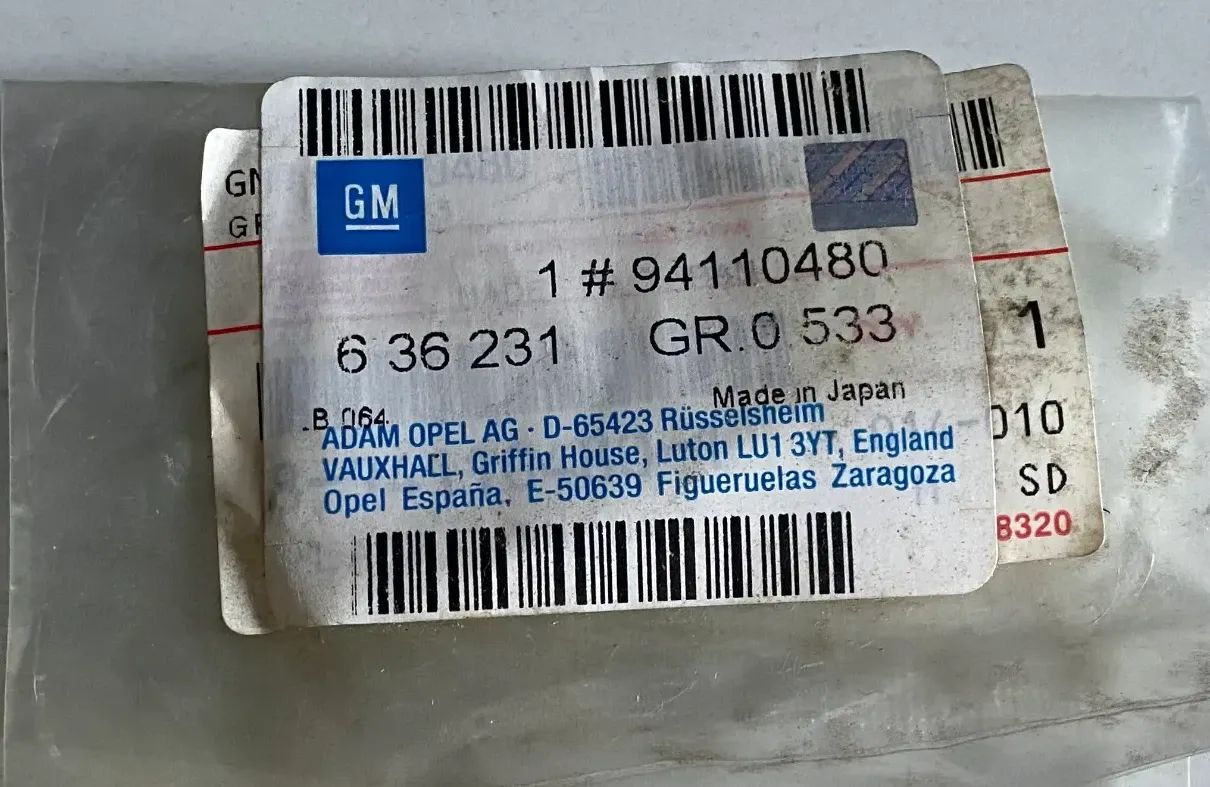 GM
1 # 94110480
6 36 231 GR.0 533
Made in Japan
B 064
ADAM OPEL AG · D-65423 Rüsselsheim
VAUXHALL, Griffin House, Luton LU1 3YT, England
Opel España, E-50639 Figueruelas Zaragoza
1
010
SD
8320